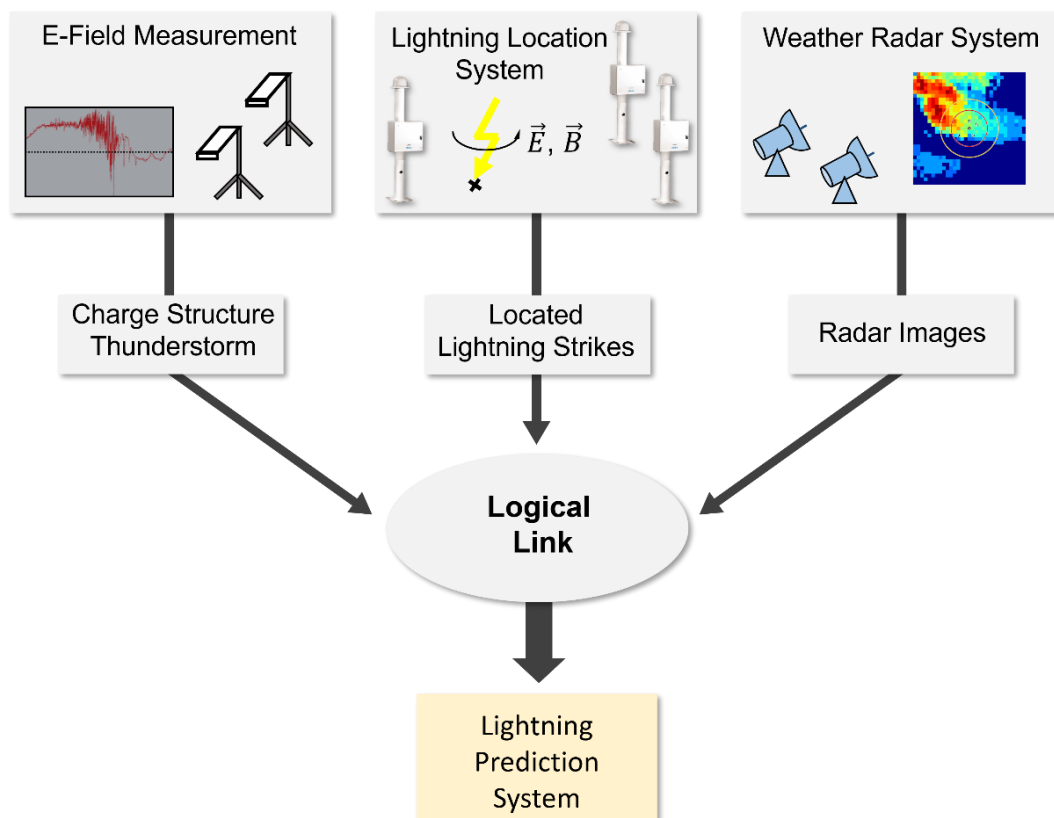 E-Field Measurement
Lightning Location
System
Weather Radar System
E⃗, B⃗
Charge Structure
Thunderstorm
Located
Lightning Strikes
Radar Images
Logical
Link
Lightning
Prediction
System